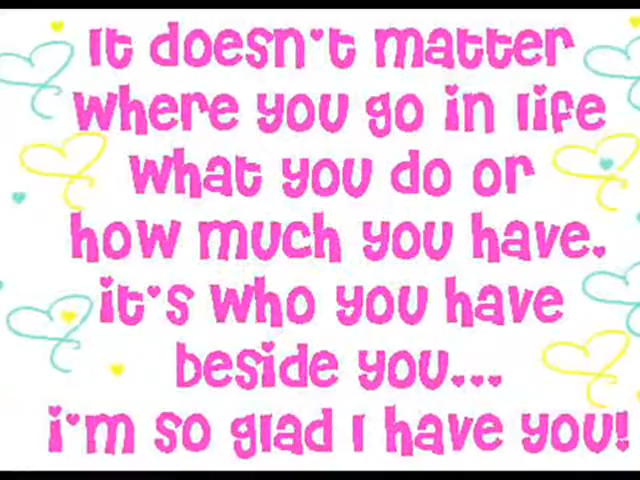 It doesn't matter
where you go in life
what you do or
how much you have.
it's who you have
beside you...
i'm so glad I have you!